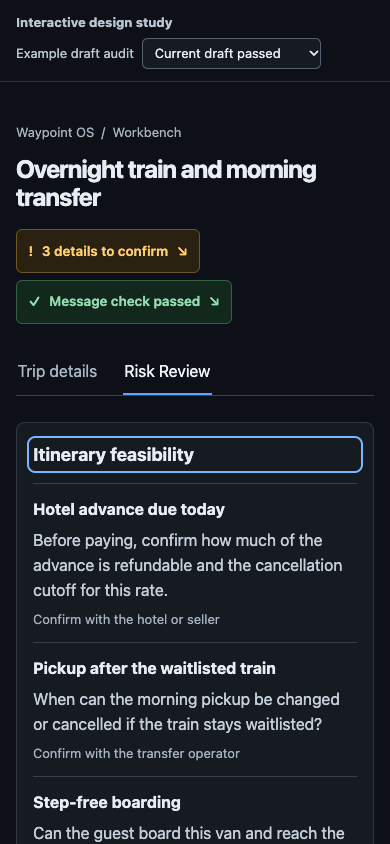 Interactive design study
Example draft audit Current draft passed
Waypoint OS / Workbench
Overnight train and morning
transfer
! 3 details to confirm ↘
✓ Message check passed ↘
Trip details Risk Review
Itinerary feasibility
Hotel advance due today
Before paying, confirm how much of the
advance is refundable and the cancellation
cutoff for this rate.
Confirm with the hotel or seller
Pickup after the waitlisted train
When can the morning pickup be changed
or cancelled if the train stays waitlisted?
Confirm with the transfer operator
Step-free boarding
Can the guest board this van and reach the